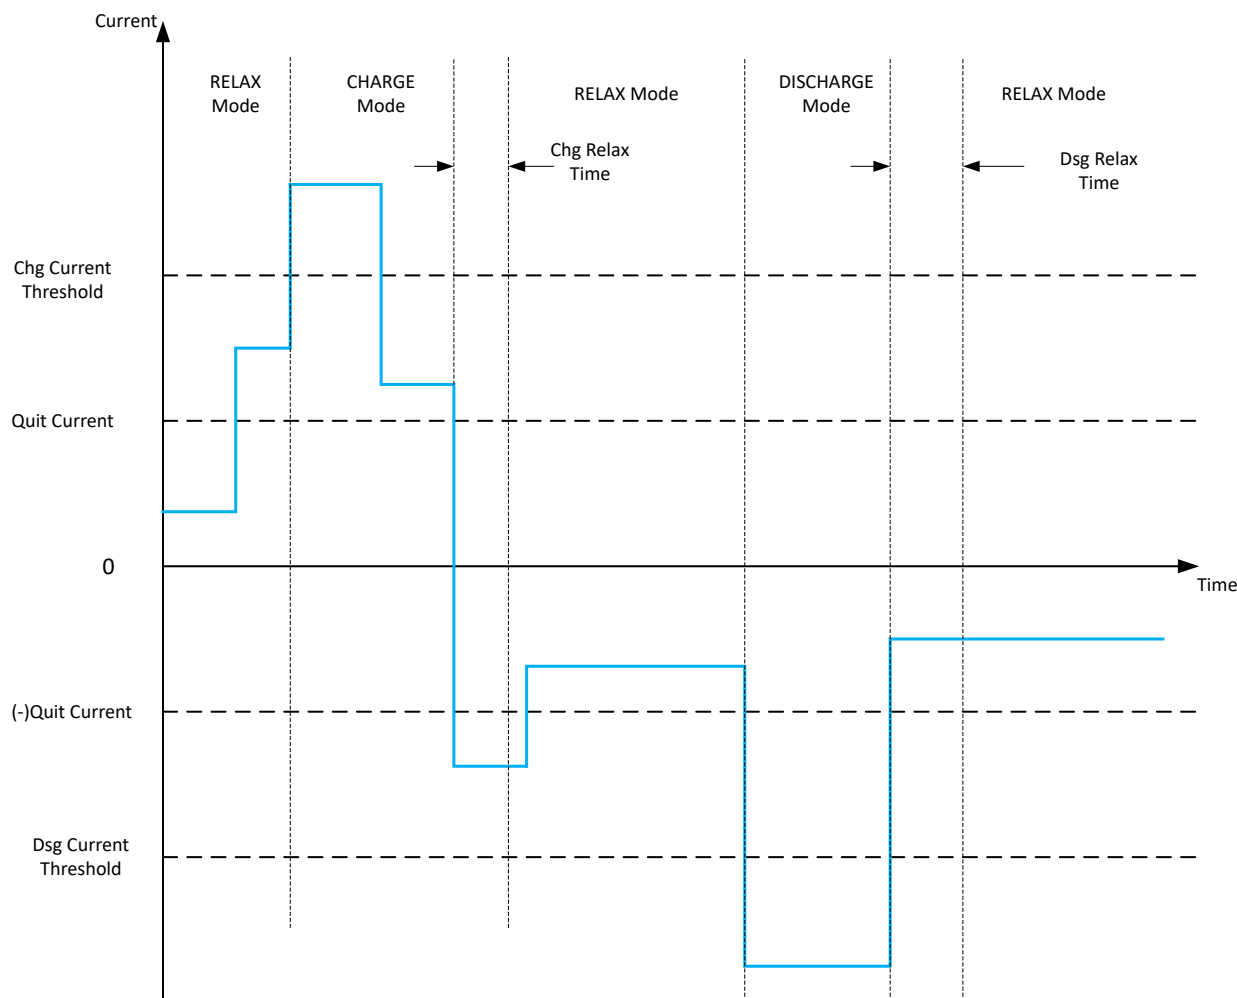 Current
RELAX
Mode
CHARGE
Mode
RELAX Mode
DISCHARGE
Mode
RELAX Mode
Chg Relax
Time
Dsg Relax
Time
Chg Current
Threshold
Quit Current
0
Time
(-)Quit Current
Dsg Current
Threshold